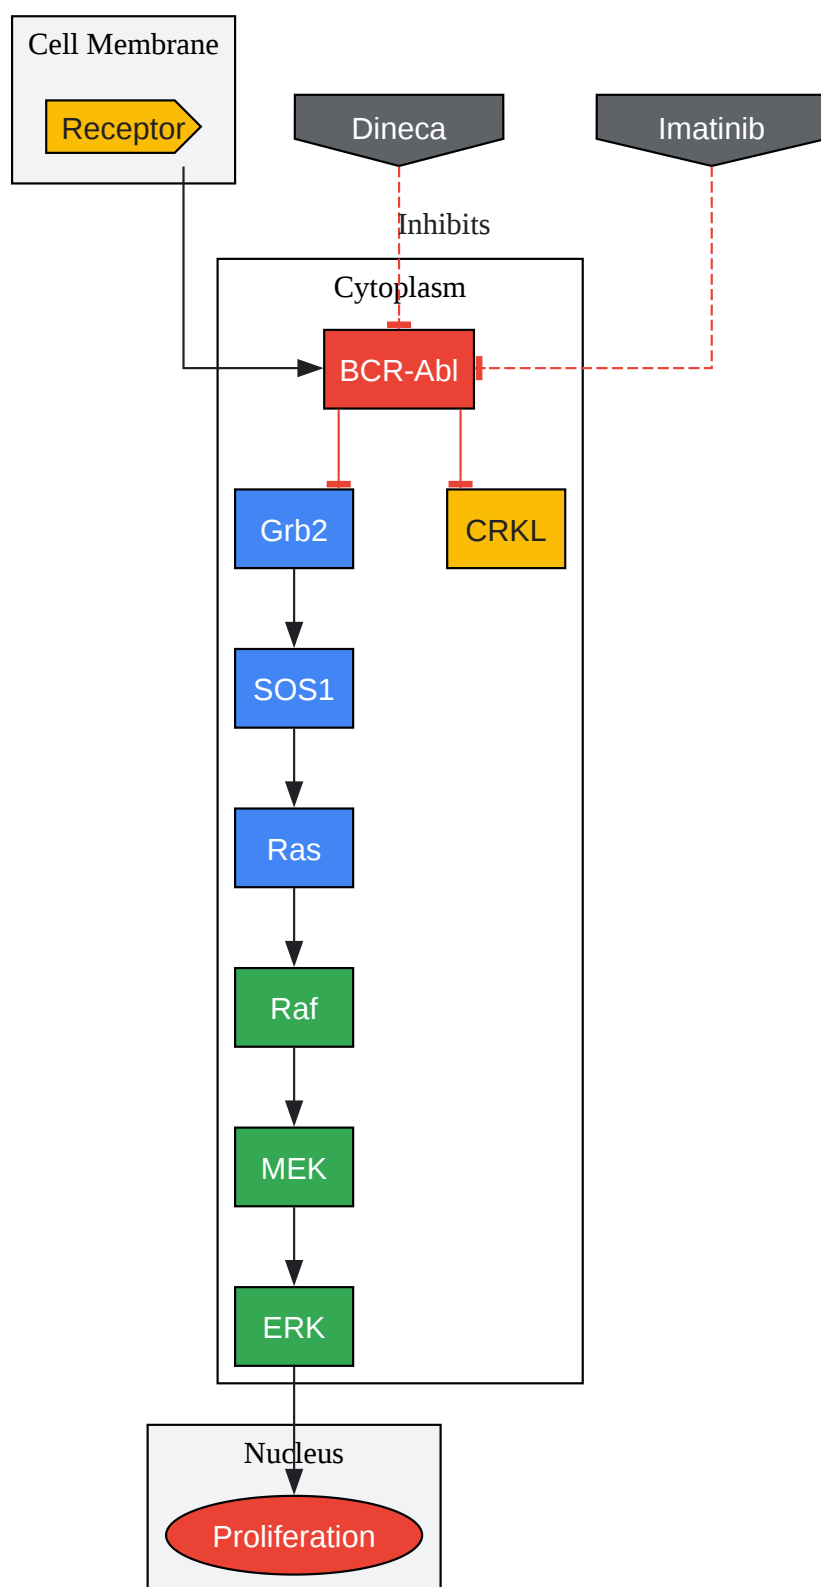 Cell Membrane
Receptor
Dineca
Imatinib
Inhibits
Cytoplasm
BCR-Abl
Grb2
CRKL
SOS1
Ras
Raf
MEK
ERK
Nucleus
Proliferation